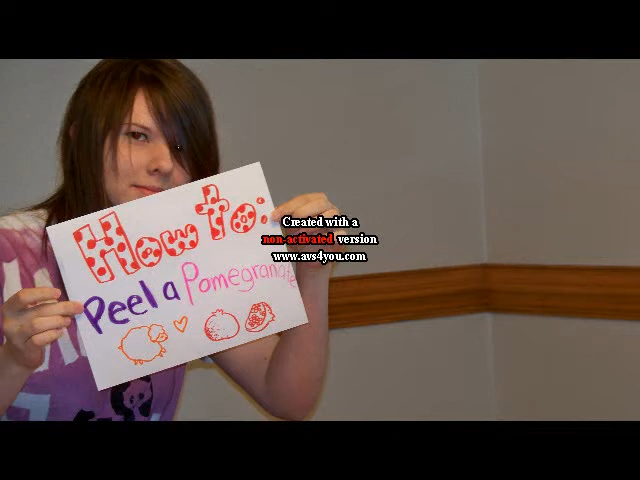 How to:
Peel a Pomegranate
Created with a
non-activated version
www.avs4you.com